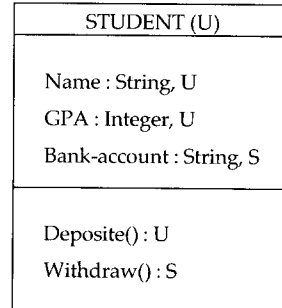 STUDENT (U)
Name : String, U
GPA : Integer, U
Bank-account : String, S
Deposite() : U
Withdraw() : S